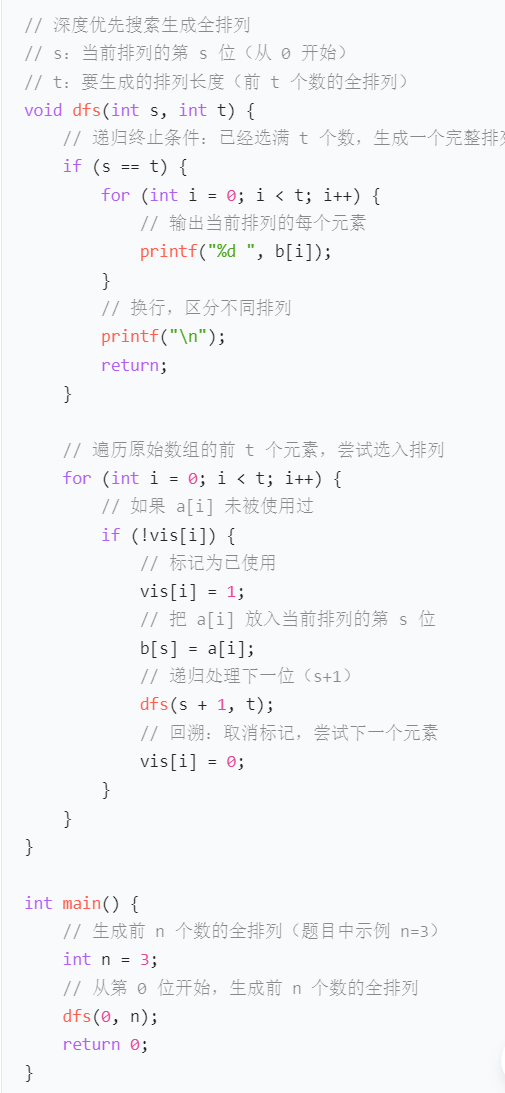 // 深度优先搜索生成全排列
// s：当前排列的第 s 位（从 0 开始）
// t：要生成的排列长度（前 t 个数的全排列）
void dfs(int s, int t) {
    // 递归终止条件：已经选满 t 个数，生成一个完整排
    if (s == t) {
        for (int i = 0; i < t; i++) {
            // 输出当前排列的每个元素
            printf("%d ", b[i]);
        }
        // 换行，区分不同排列
        printf("\n");
        return;
    }

    // 遍历原始数组的前 t 个元素，尝试选入排列
    for (int i = 0; i < t; i++) {
        // 如果 a[i] 未被使用过
        if (!vis[i]) {
            // 标记为已使用
            vis[i] = 1;
            // 把 a[i] 放入当前排列的第 s 位
            b[s] = a[i];
            // 递归处理下一位（s+1）
            dfs(s + 1, t);
            // 回溯：取消标记，尝试下一个元素
            vis[i] = 0;
        }
    }
}

int main() {
    // 生成前 n 个数的全排列（题目中示例 n=3）
    int n = 3;
    // 从第 0 位开始，生成前 n 个数的全排列
    dfs(0, n);
    return 0;
}